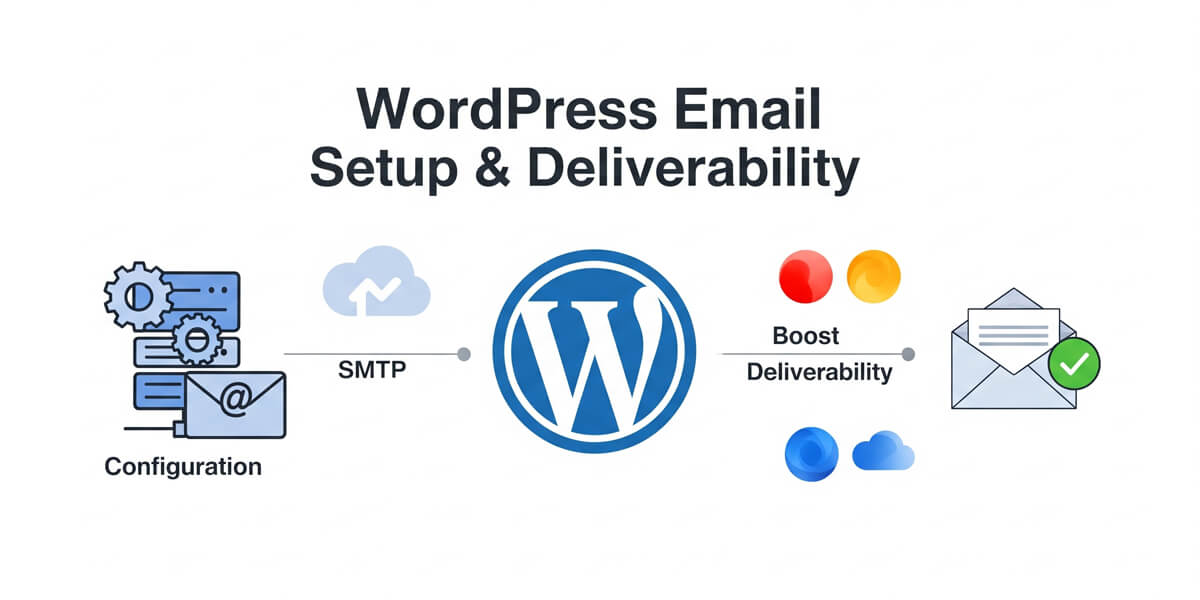 WordPress Email
Setup & Deliverability
SMTP
Boost
Deliverability
@
Configuration